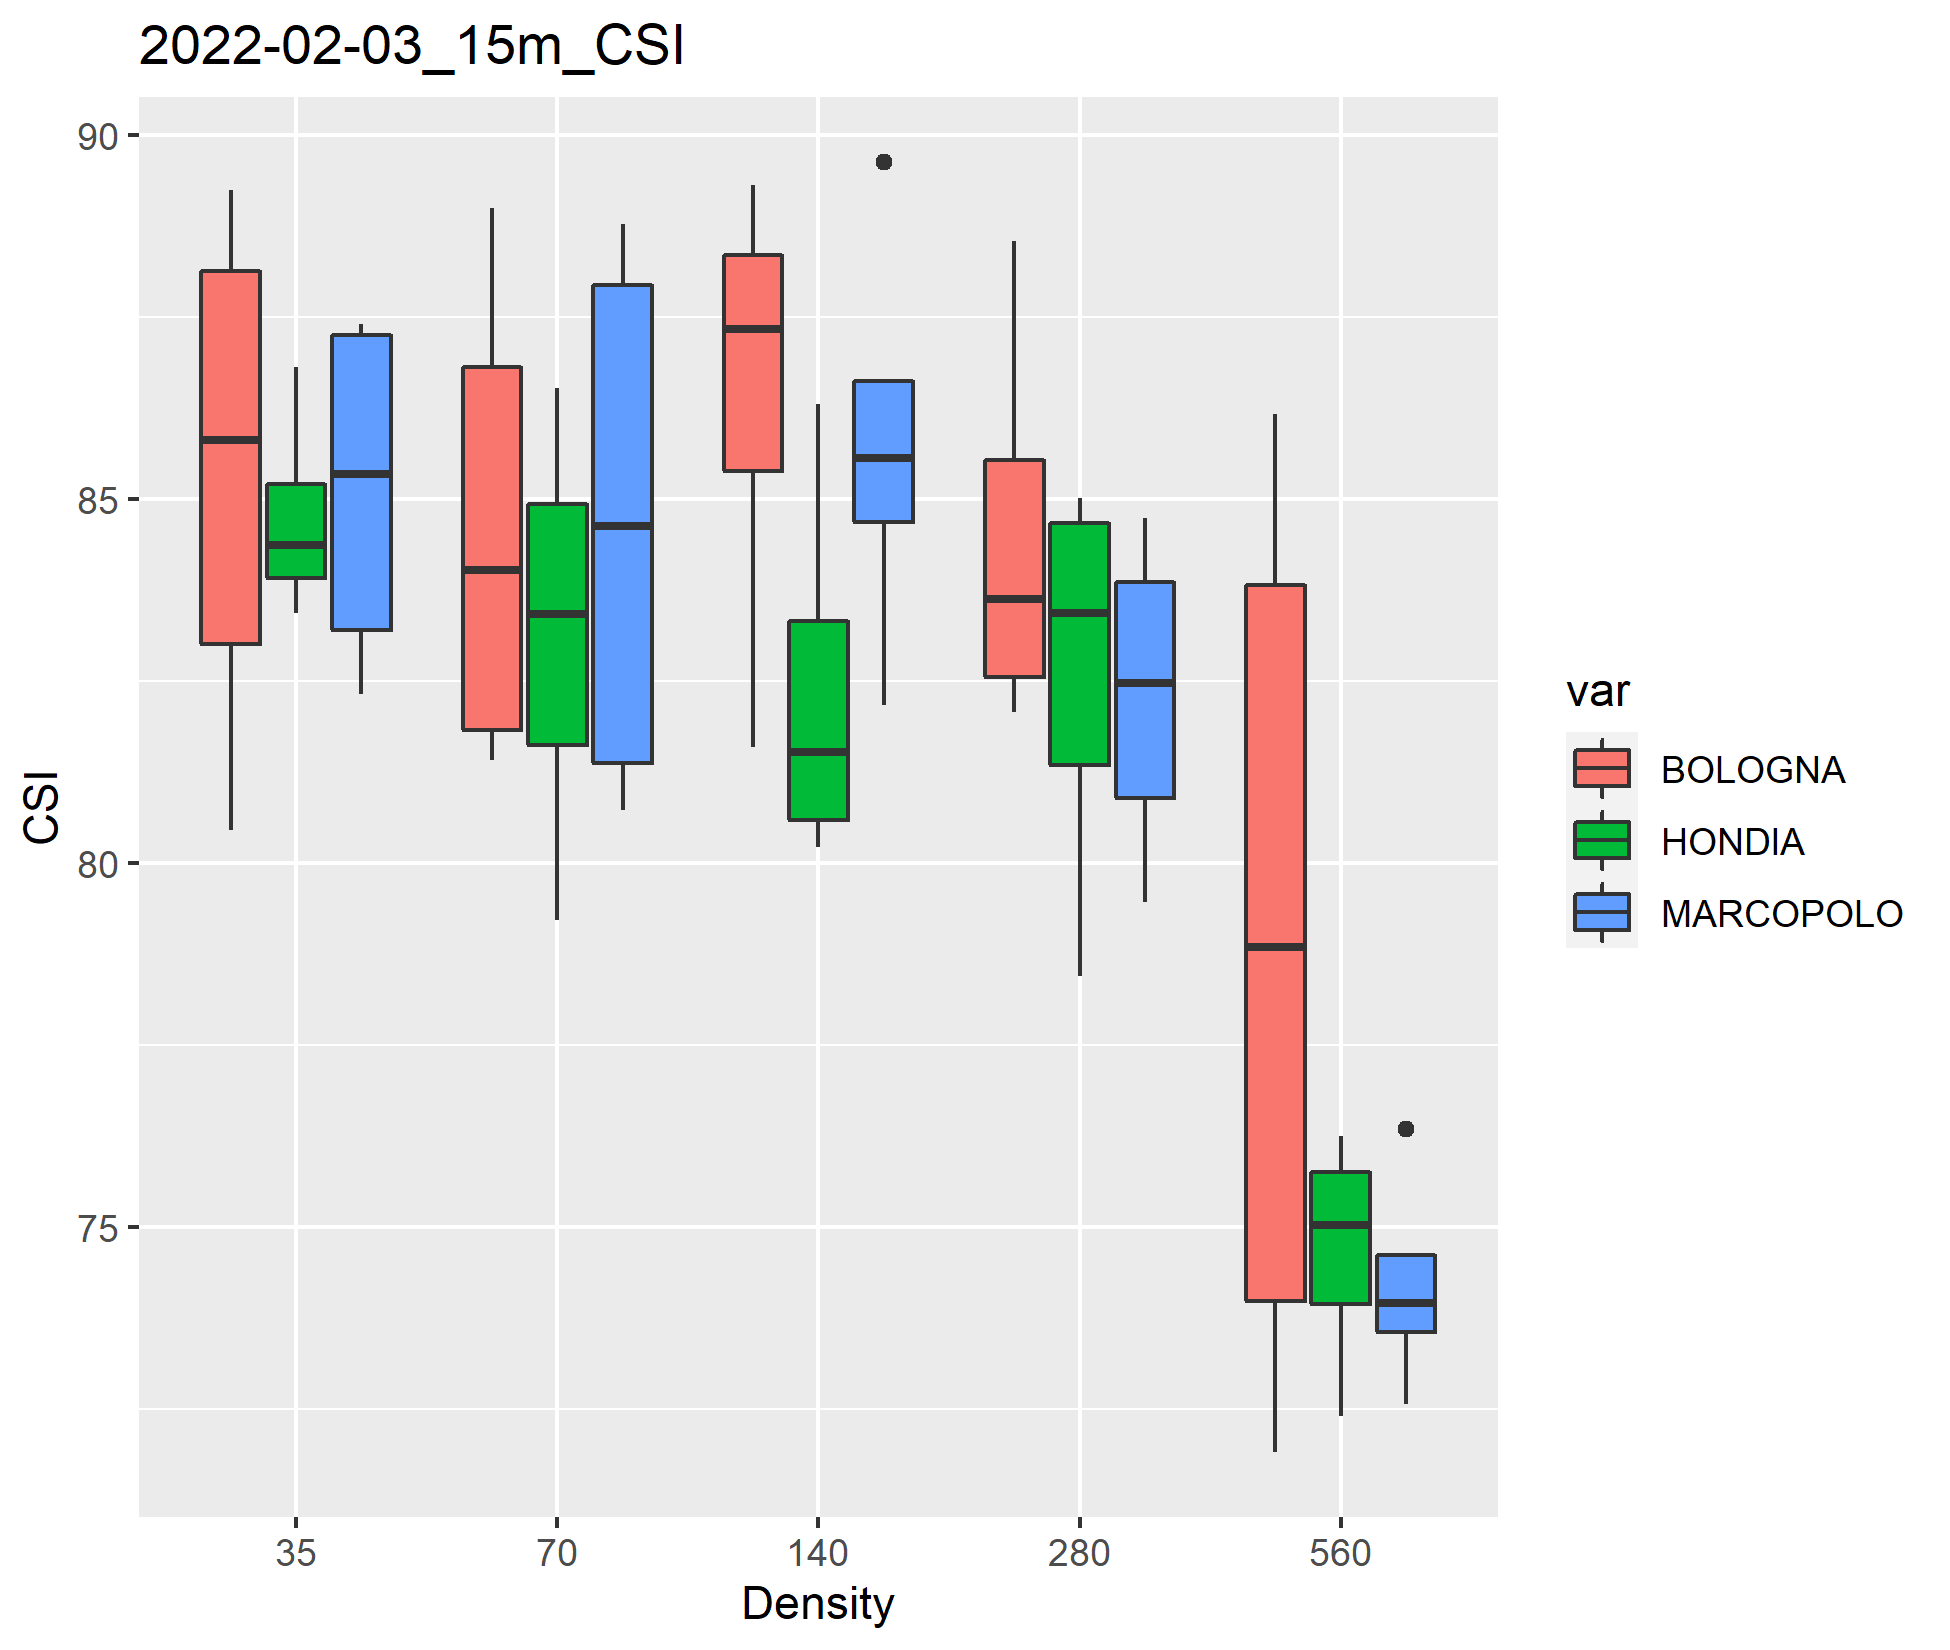 2022-02-03_15m_CSI
90
85
80
75
CSI
35 70 140 280 560
Density
var
BOLOGNA
HONDIA
MARCOPOLO